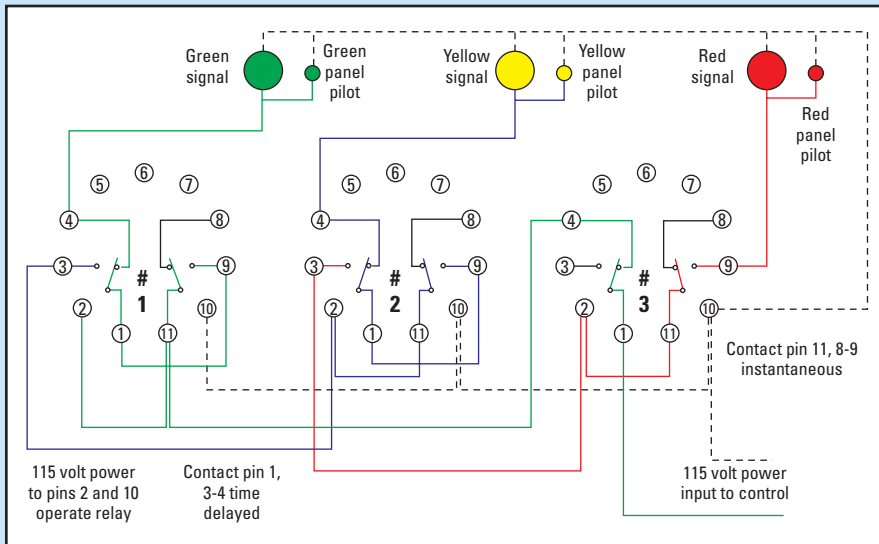 Green
signal
Green
panel
pilot
Yellow
signal
Yellow
panel
pilot
Red
signal
Red
panel
pilot
5
6
7
4
8
3
9
#
1
2
10
1
11
5
6
7
4
8
3
9
#
2
2
10
1
11
5
6
7
4
8
3
9
#
3
2
10
1
11
Contact pin 11, 8-9
instantaneous
115 volt power
to pins 2 and 10
operate relay
Contact pin 1,
3-4 time
delayed
115 volt power
input to control